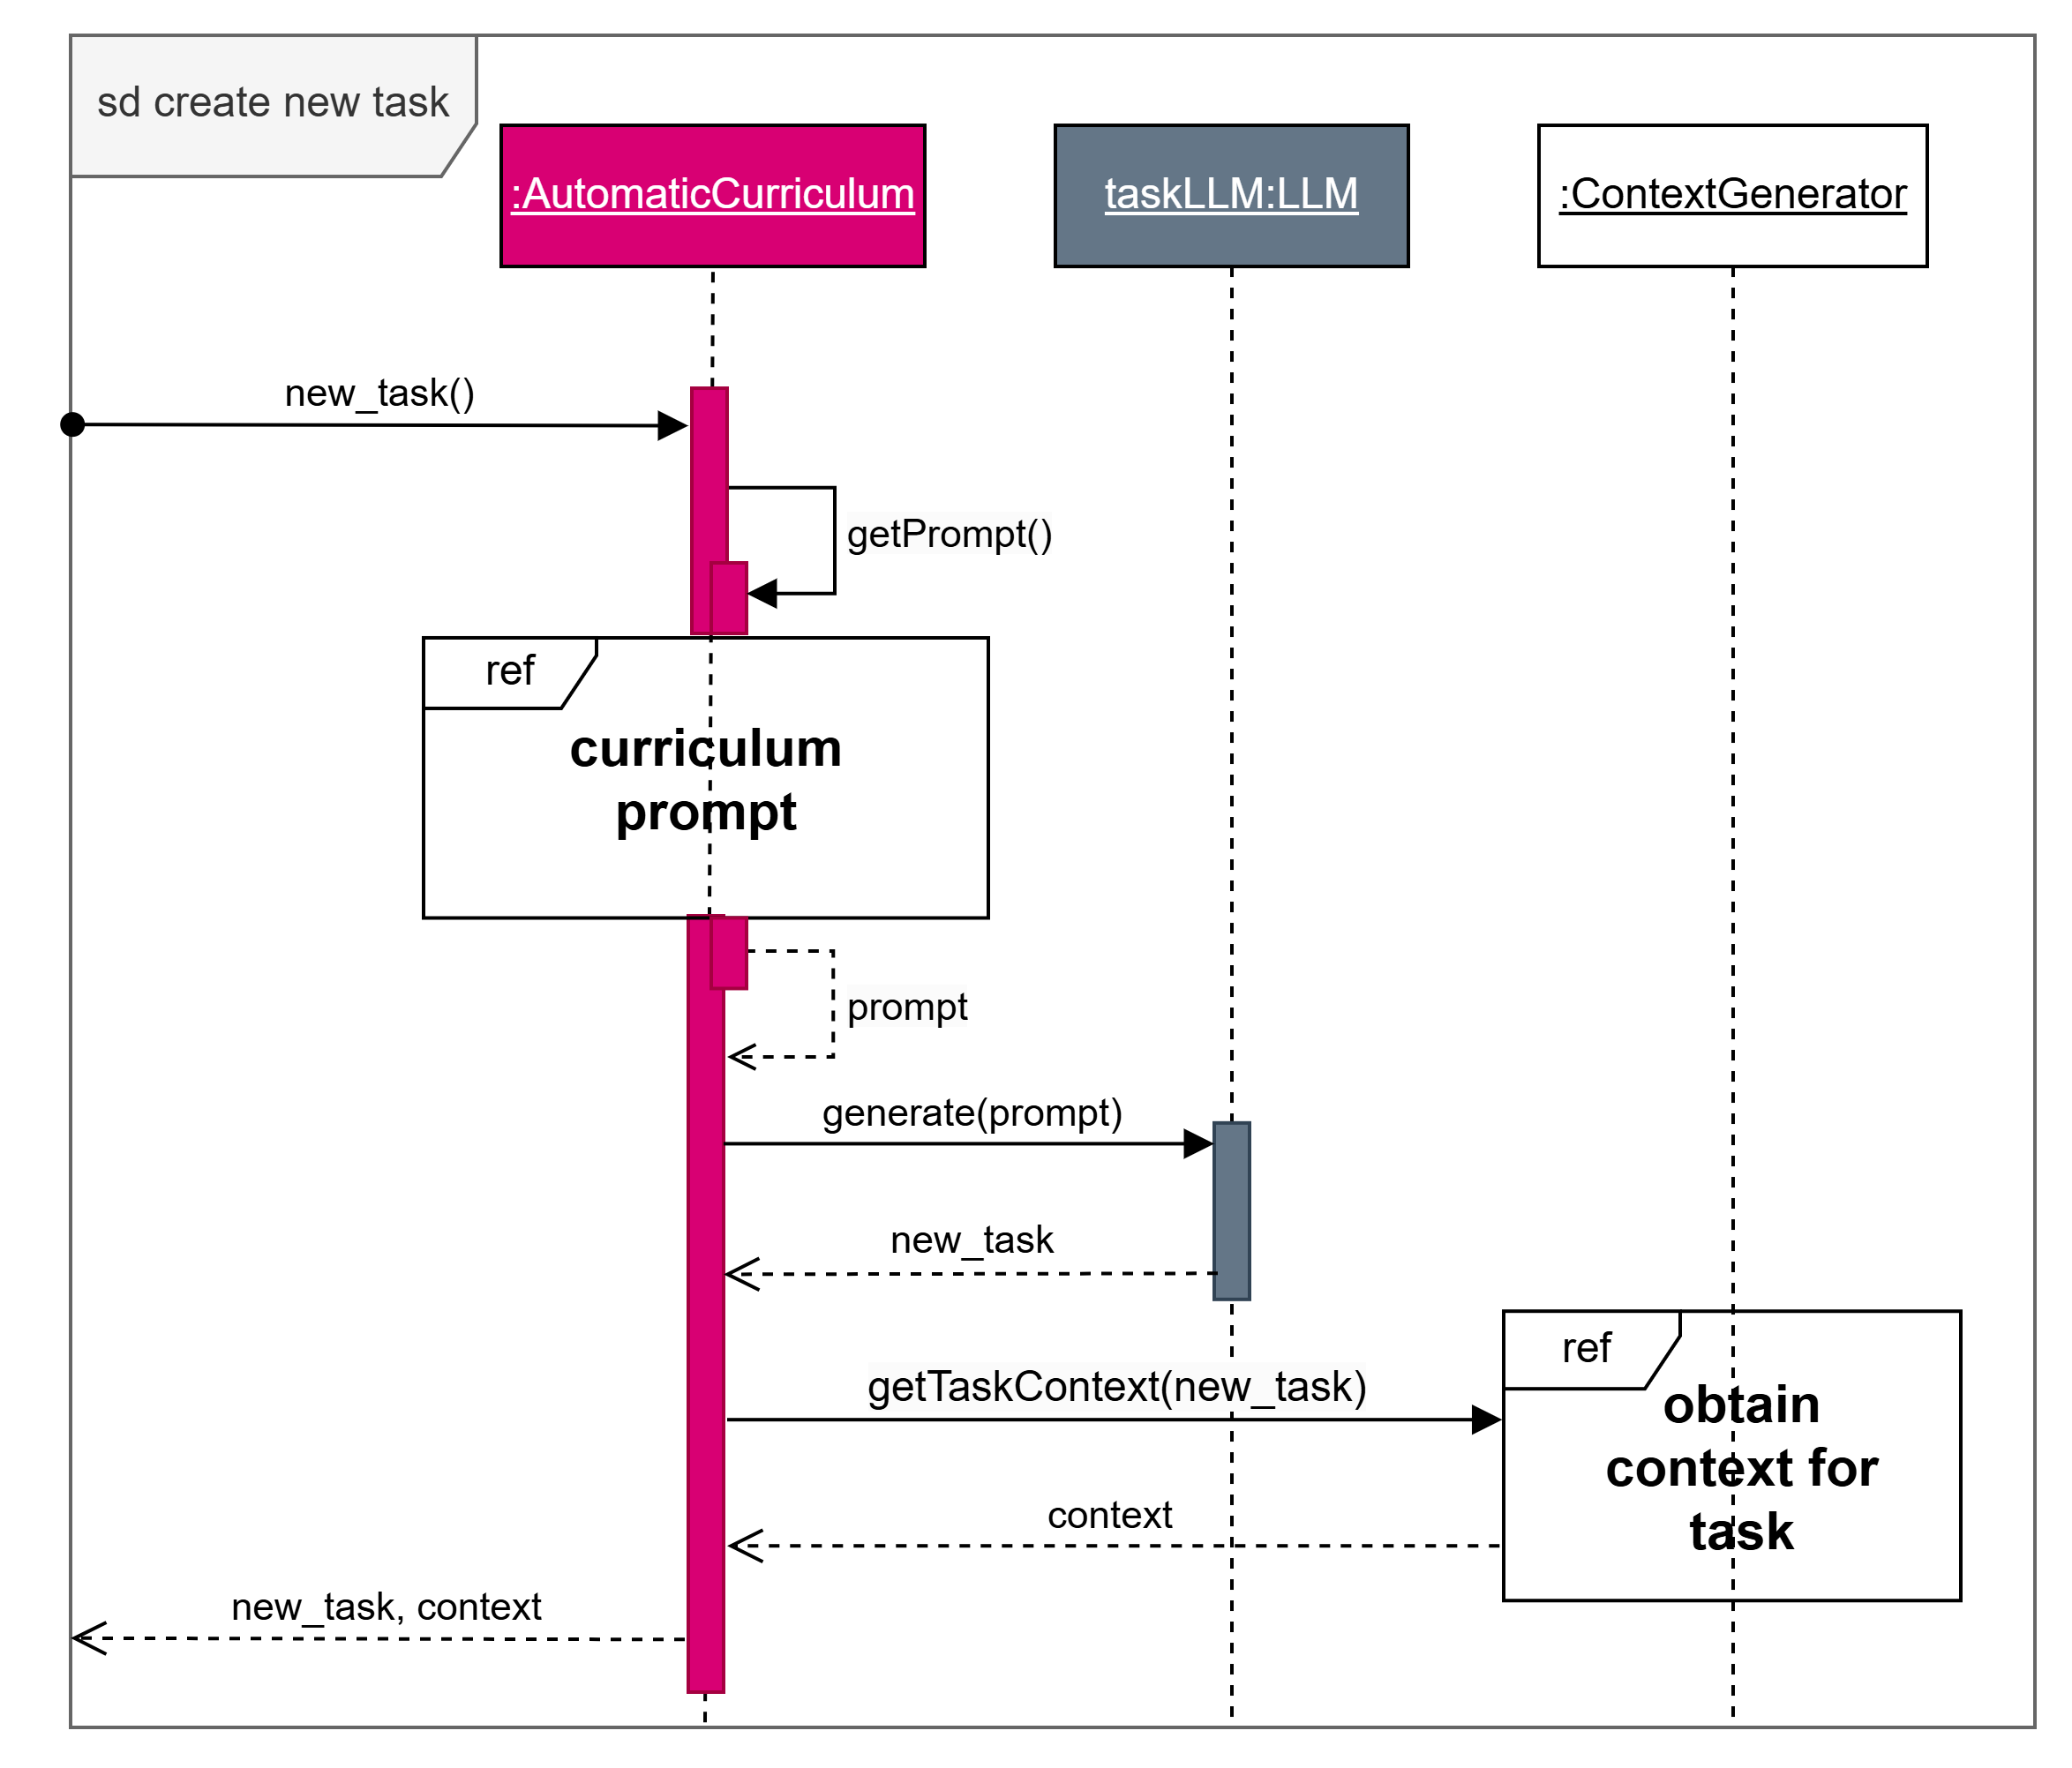 sd create new task
:AutomaticCurriculum
taskLLM:LLM
:ContextGenerator
new_task()
getPrompt()
ref
curriculum
prompt
prompt
generate(prompt)
new_task
ref
getTaskContext(new_task)
obtain
context for
task
context
new_task, context